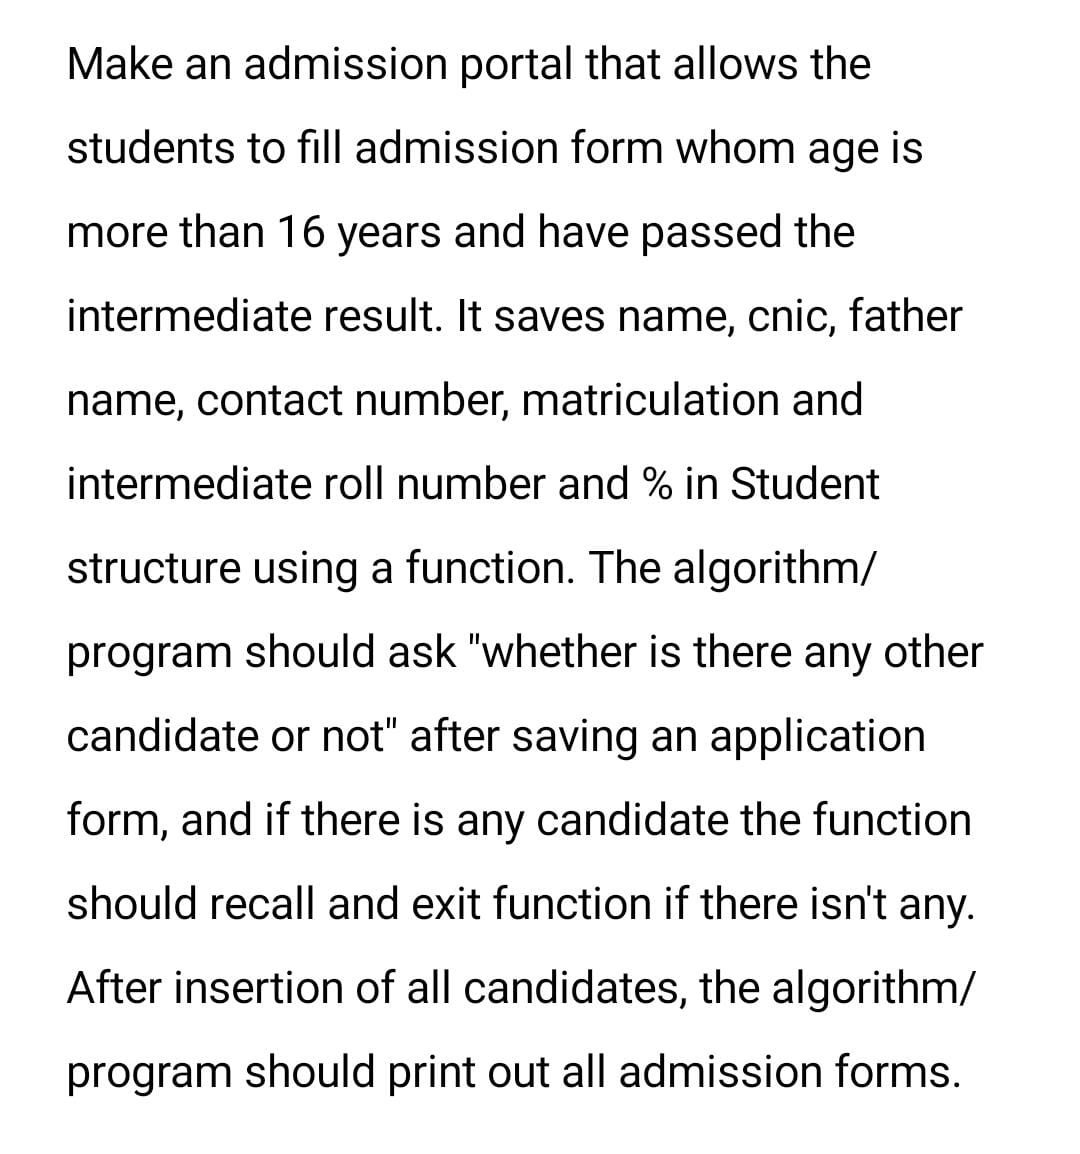 Make an admission portal that allows the
students to fill admission form whom age is
more than 16 years and have passed the
intermediate result. It saves name, cnic, father
name, contact number, matriculation and
intermediate roll number and % in Student
structure using a function. The algorithm/
program should ask "whether is there any other
candidate or not" after saving an application
form, and if there is any candidate the function
should recall and exit function if there isn't any.
After insertion of all candidates, the algorithm/
program should print out all admission forms.